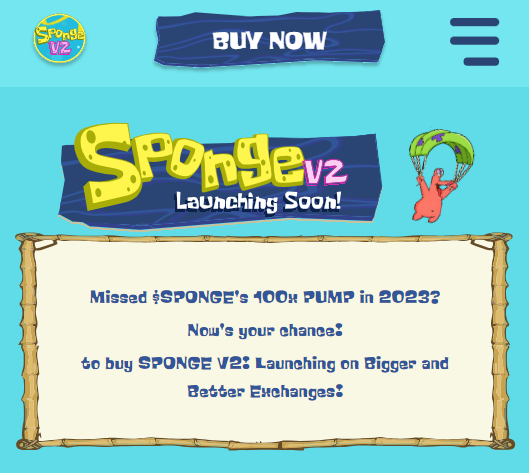 Sponge
V2
BUY NOW
Sponge V2
Launching Soon!
Missed $SPONGE's 100x PUMP in 2023?
Now's your chance!
to buy SPONGE V2! Launching on Bigger and
Better Exchanges!